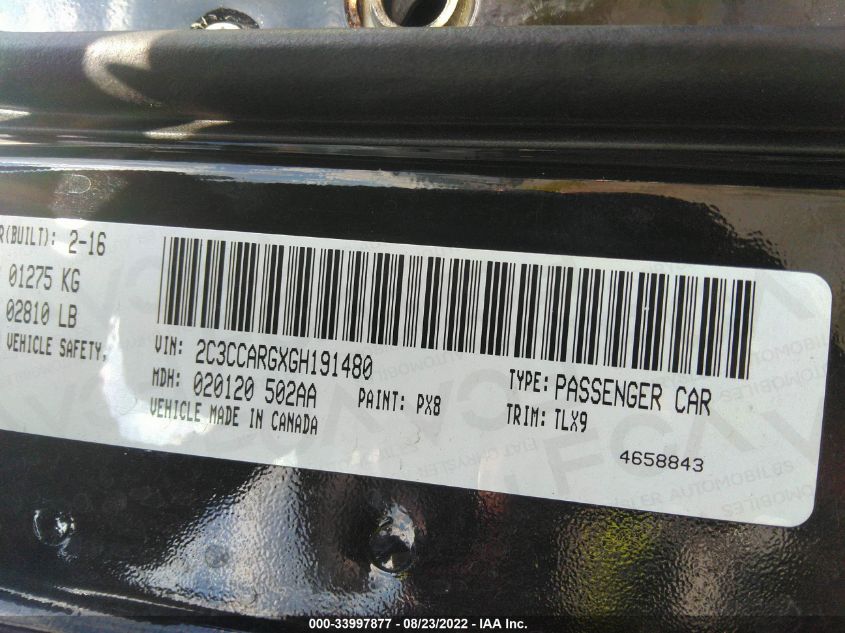 R(BUILT): 2-16
01275 KG
02810 LB
VEHICLE SAFETY,
VIN: 2C3CCARGXGH191480
MDH: 020120 502AA
PAINT: PX8
VEHICLE MADE IN CANADA
TYPE: PASSENGER CAR
TRIM: TLX9
4658843
000-33997877 - 08/23/2022 - IAA Inc.